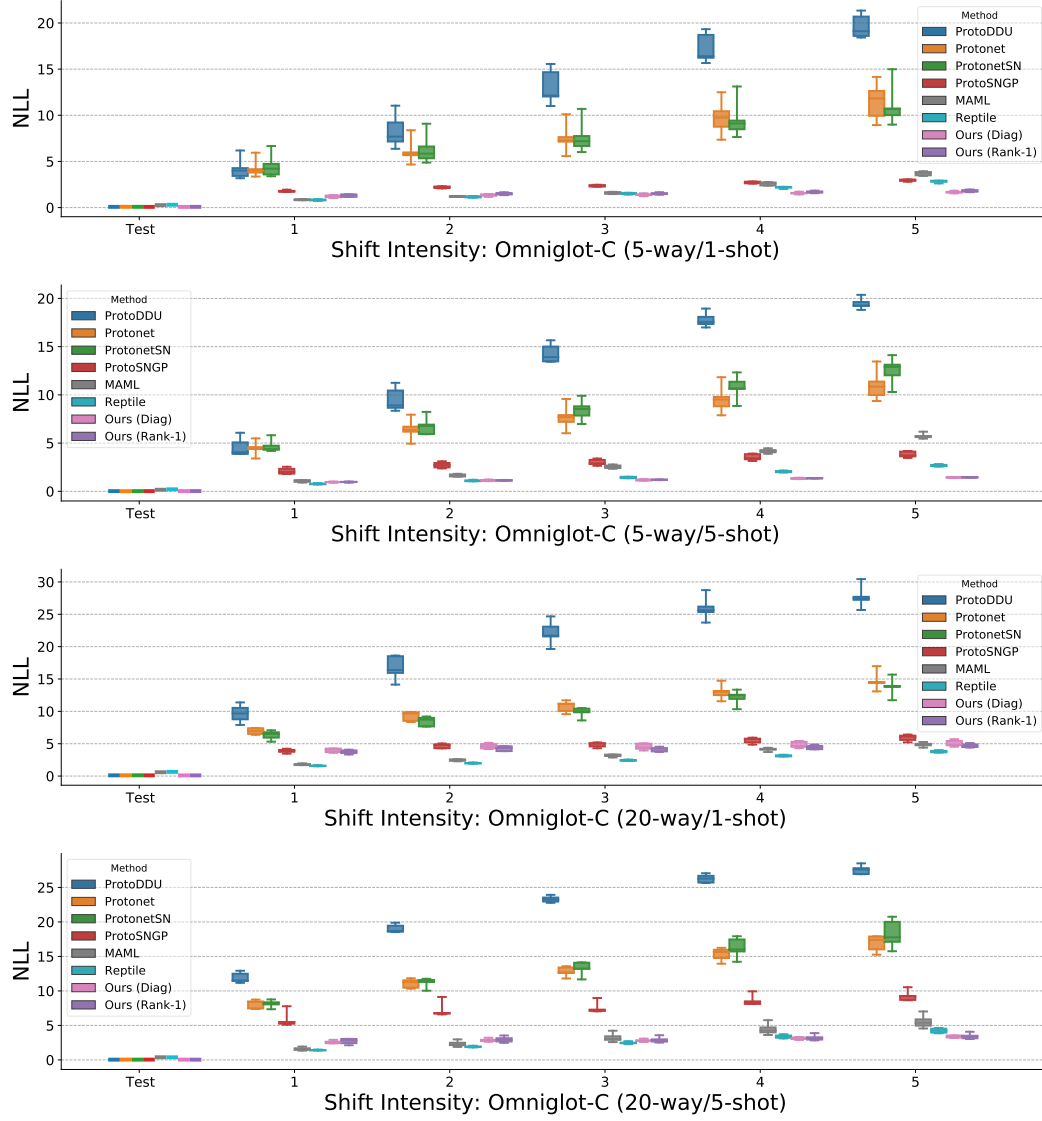 NLL
20
15
10
5
0
Method
ProtoDDU
Protonet
ProtonetSN
ProtoSNGP
MAML
Reptile
Ours (Diag)
Ours (Rank-1)
Test 1 2 3 4 5
Shift Intensity: Omniglot-C (5-way/1-shot)
NLL
20
15
10
5
0
Method
ProtoDDU
Protonet
ProtonetSN
ProtoSNGP
MAML
Reptile
Ours (Diag)
Ours (Rank-1)
Test 1 2 3 4 5
Shift Intensity: Omniglot-C (5-way/5-shot)
NLL
30
25
20
15
10
5
0
Method
ProtoDDU
Protonet
ProtonetSN
ProtoSNGP
MAML
Reptile
Ours (Diag)
Ours (Rank-1)
Test 1 2 3 4 5
Shift Intensity: Omniglot-C (20-way/1-shot)
NLL
25
20
15
10
5
0
Method
ProtoDDU
Protonet
ProtonetSN
ProtoSNGP
MAML
Reptile
Ours (Diag)
Ours (Rank-1)
Test 1 2 3 4 5
Shift Intensity: Omniglot-C (20-way/5-shot)